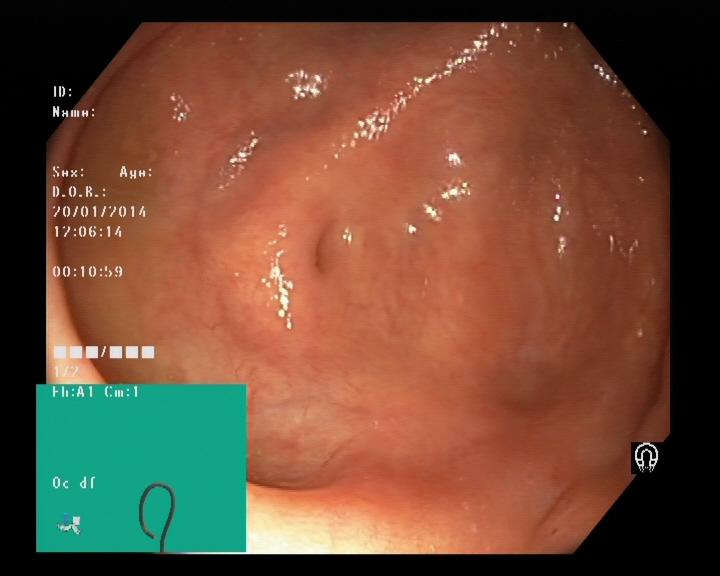 ID:
Name:
Sex: Age:
D.O.B.:
20/01/2014
12:06:14
00:10:59
■■■/■■■
1/2
Eh:A1 Cm:1
Oc df